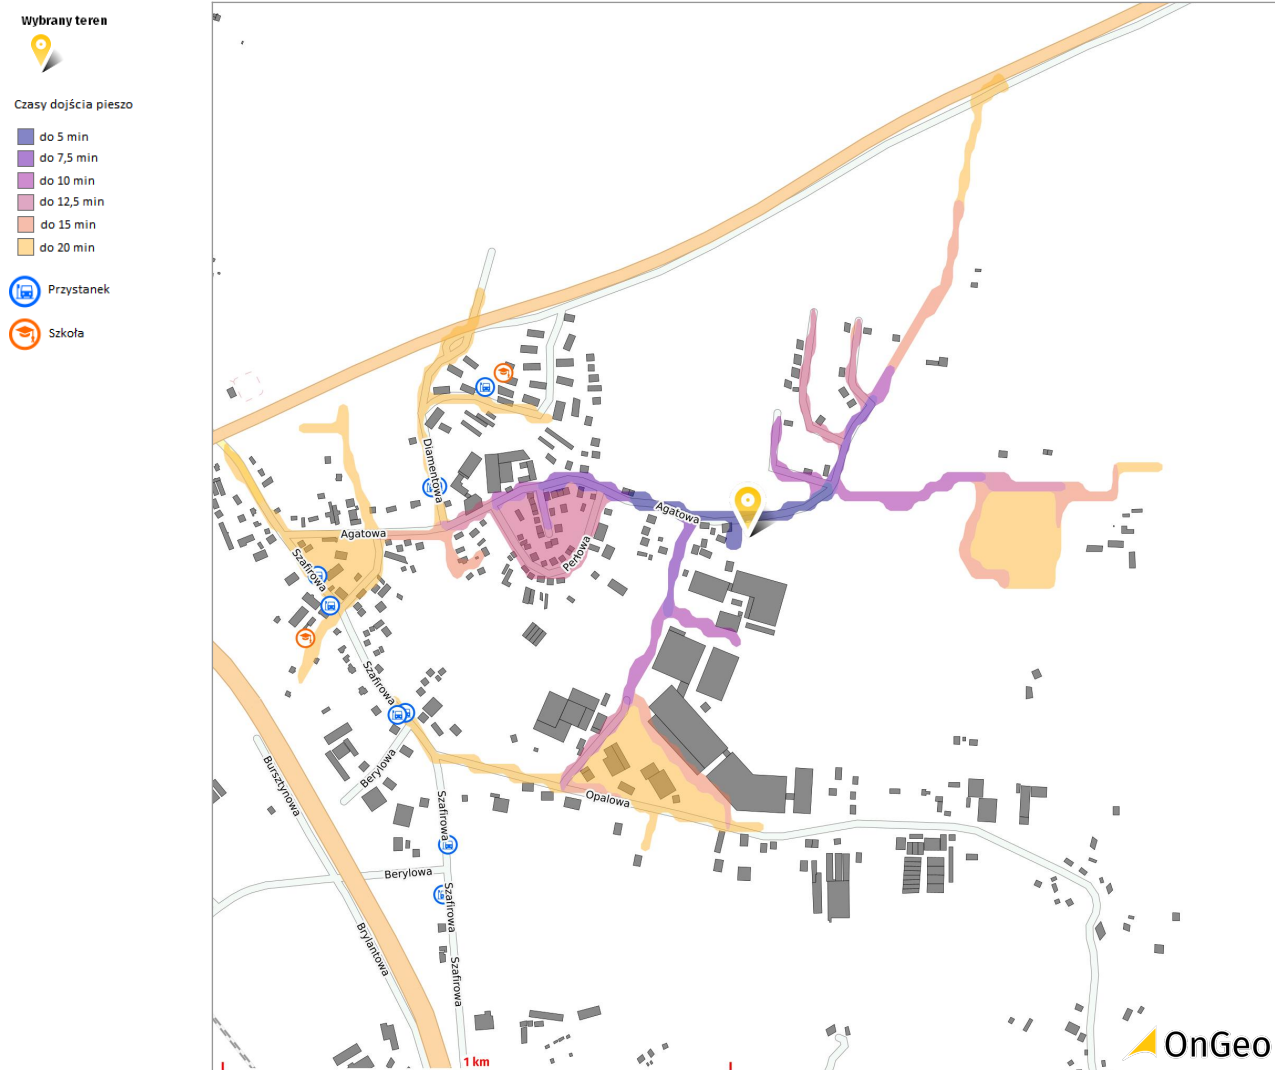 Wybrany teren
Czasy dojścia pieszo
do 5 min
do 7,5 min
do 10 min
do 12,5 min
do 15 min
do 20 min
Przystanek
Szkoła
Diamentowa
Agatowa
Agatowa
Perłowa
Szafirowa
Szafirowa
Berylowa
Bursztynowa
Opalowa
Szafirowa
Berylowa
Szafirowa
Brylantowa
Szafirowa
1 km
OnGeo